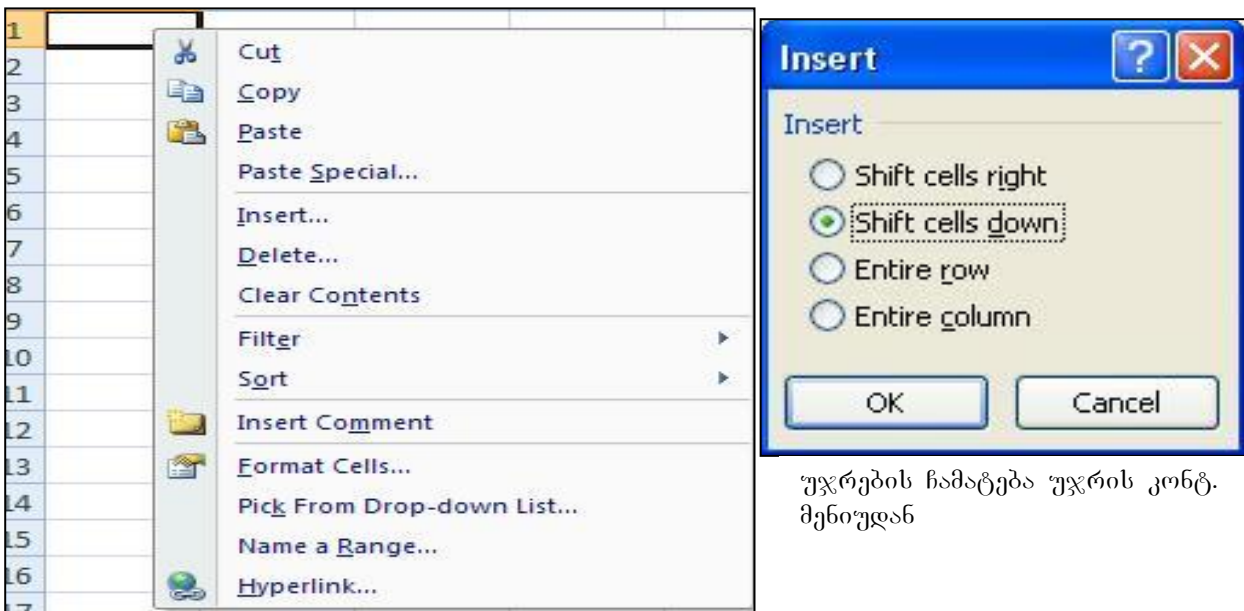 1
2
3
4
5
6
7
8
9
10
11
12
13
14
15
16
17
Cut
Copy
Paste
Paste Special...
Insert...
Delete...
Clear Contents
Filter
Sort
Insert Comment
Format Cells...
Pick From Drop-down List...
Name a Range...
Hyperlink...
Insert
Insert
Shift cells right
Shift cells down
Entire row
Entire column
OK Cancel
უჯრების ჩამატება უჯრის კონტ.
მენიუდან